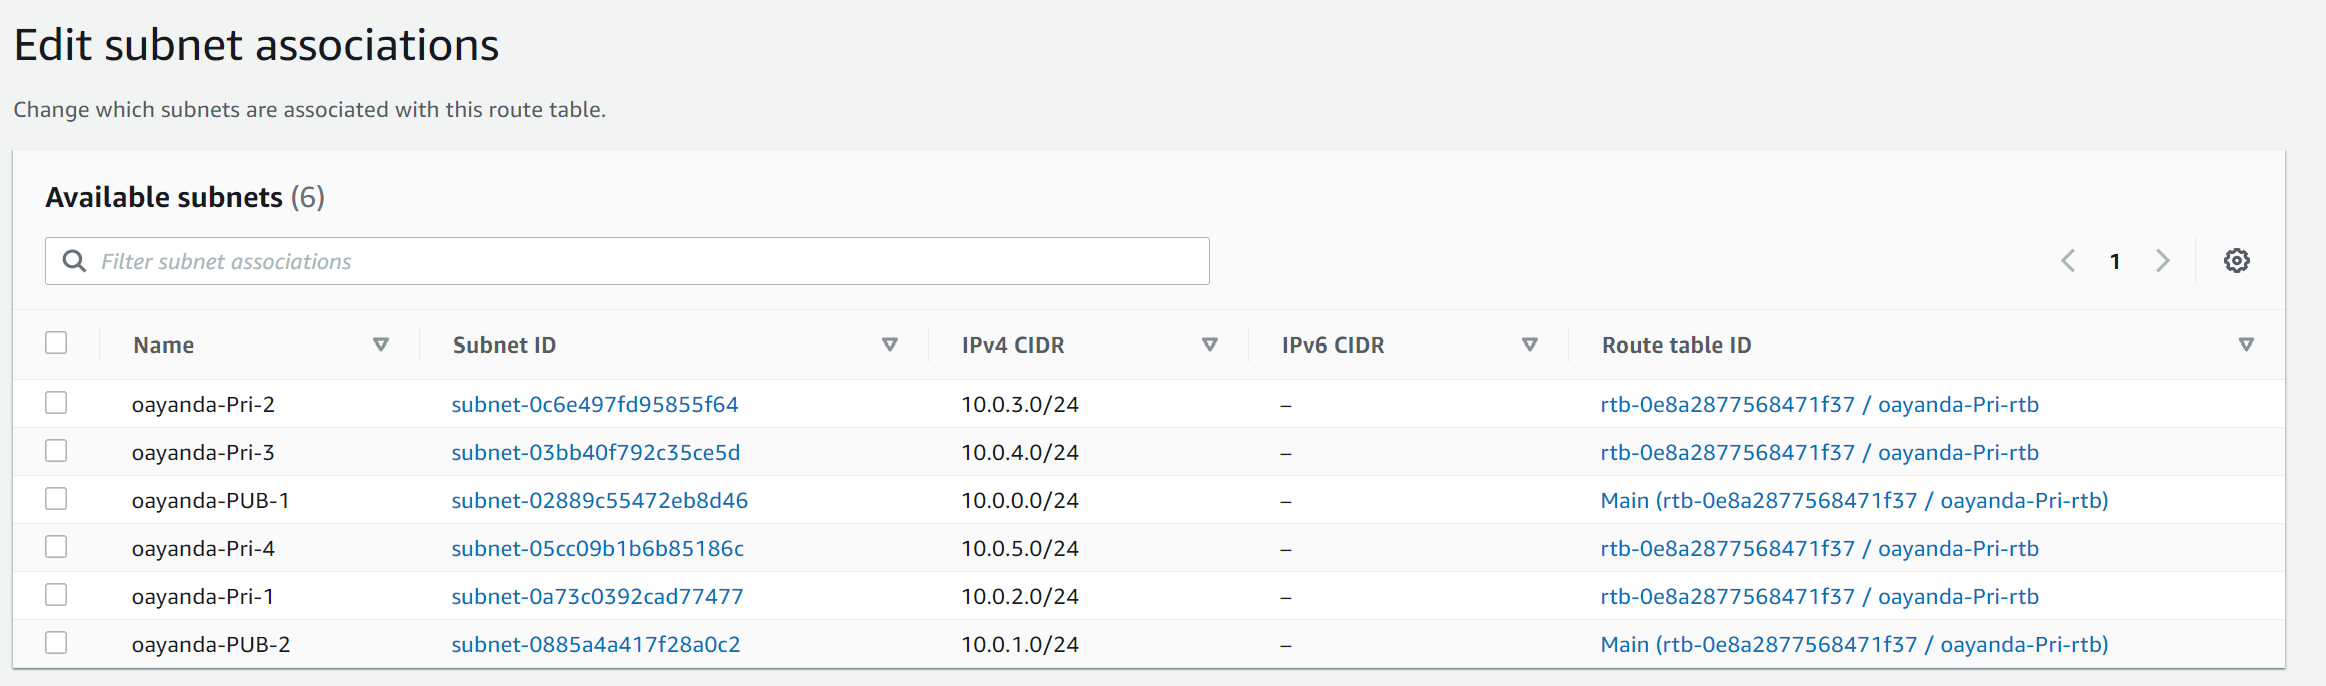 Edit subnet associations
Change which subnets are associated with this route table.
Available subnets (6)
Filter subnet associations
1
Name Subnet ID IPv4 CIDR IPv6 CIDR Route table ID
oayanda-Pri-2 subnet-0c6e497fd95855f64 10.0.3.0/24 – rtb-0e8a2877568471f37 / oayanda-Pri-rtb
oayanda-Pri-3 subnet-03bb40f792c35ce5d 10.0.4.0/24 – rtb-0e8a2877568471f37 / oayanda-Pri-rtb
oayanda-PUB-1 subnet-02889c55472eb8d46 10.0.0.0/24 – Main (rtb-0e8a2877568471f37 / oayanda-Pri-rtb)
oayanda-Pri-4 subnet-05cc09b1b6b85186c 10.0.5.0/24 – rtb-0e8a2877568471f37 / oayanda-Pri-rtb
oayanda-Pri-1 subnet-0a73c0392cad77477 10.0.2.0/24 – rtb-0e8a2877568471f37 / oayanda-Pri-rtb
oayanda-PUB-2 subnet-0885a4a417f28a0c2 10.0.1.0/24 – Main (rtb-0e8a2877568471f37 / oayanda-Pri-rtb)